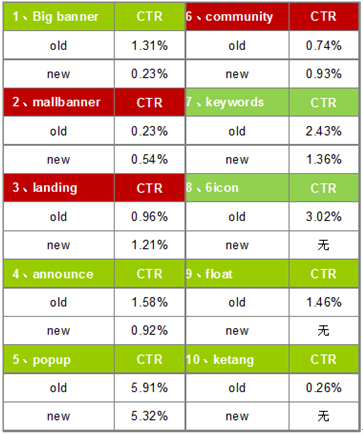 1、Big banner CTR
old 1.31%
new 0.23%
2、mallbanner CTR
old 0.23%
new 0.54%
3、landing CTR
old 0.96%
new 1.21%
4、announce CTR
old 1.58%
new 0.92%
5、popup CTR
old 5.91%
new 5.32%
6、community CTR
old 0.74%
new 0.93%
7、keywords CTR
old 2.43%
new 1.36%
8、6icon CTR
old 3.02%
new 无
9、float CTR
old 1.46%
new 无
10、ketang CTR
old 0.26%
new 无